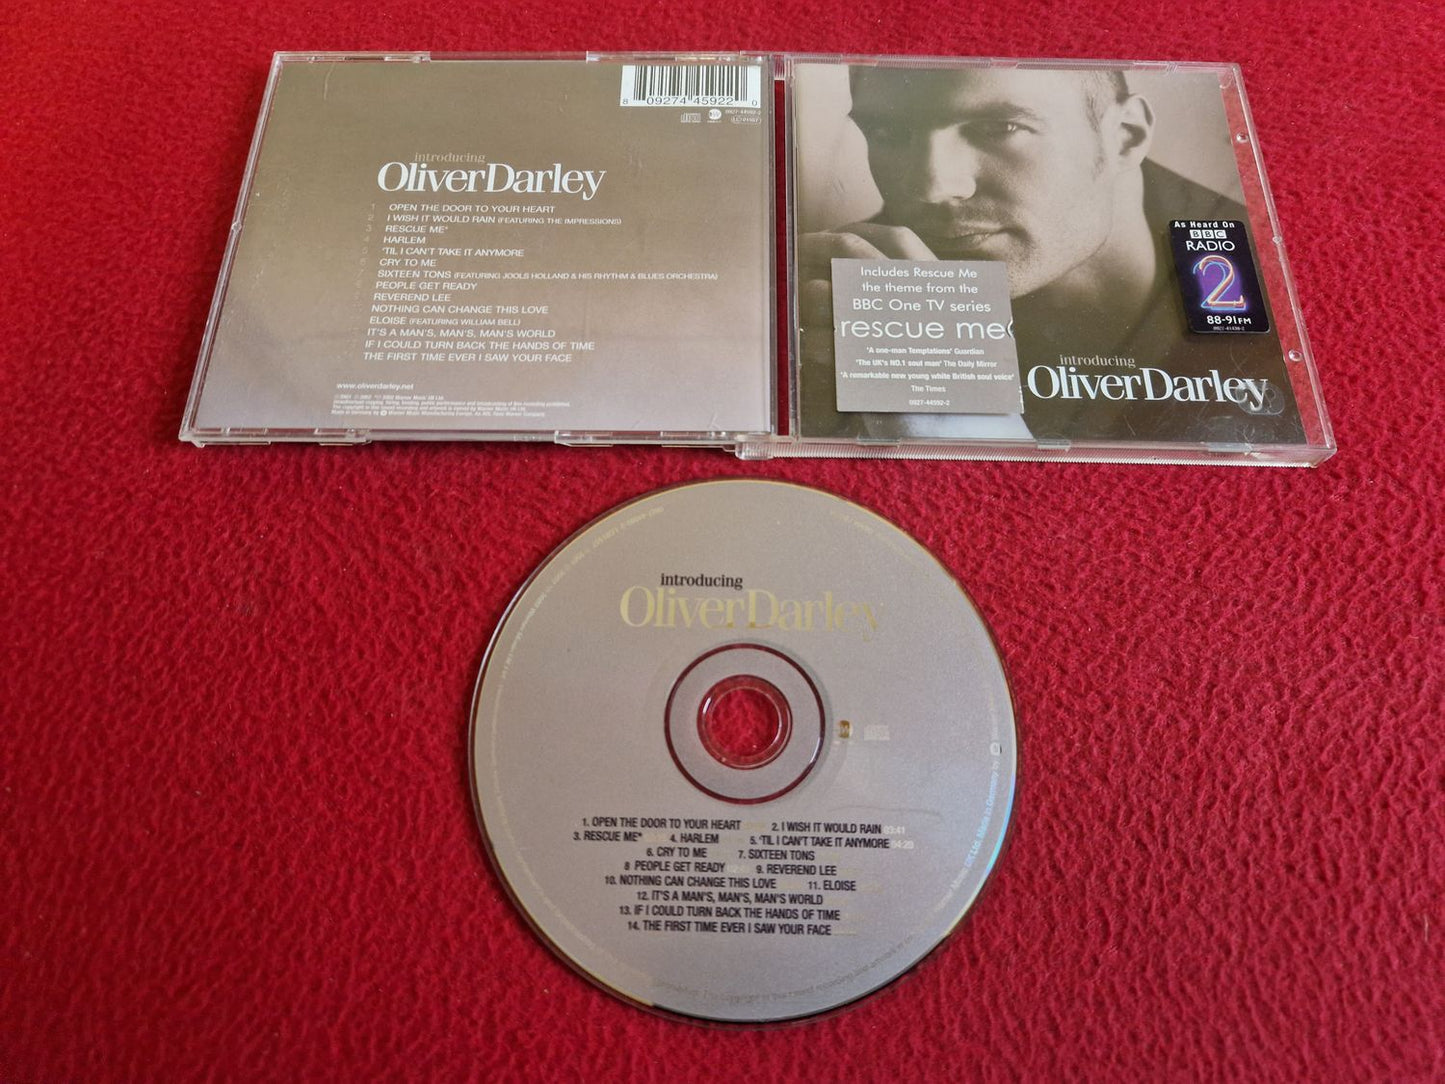 8 09274 45922 0
0927-44592-2
introducing
OliverDarley
1 OPEN THE DOOR TO YOUR HEART
2 I WISH IT WOULD RAIN (FEATURING THE IMPRESSIONS)
3 RESCUE ME*
4 HARLEM
5 'TIL I CAN'T TAKE IT ANYMORE
6 CRY TO ME
7 SIXTEEN TONS (FEATURING JOOLS HOLLAND & HIS RHYTHM & BLUES ORCHESTRA)
PEOPLE GET READY
REVEREND LEE
NOTHING CAN CHANGE THIS LOVE
ELOISE (FEATURING WILLIAM BELL)
IT'S A MAN'S, MAN'S, MAN'S WORLD
IF I COULD TURN BACK THE HANDS OF TIME
THE FIRST TIME EVER I SAW YOUR FACE
www.oliverdarley.net
Includes Rescue Me
the theme from the
BBC One TV series
rescue me
'A one-man Temptations' Guardian
'The UK's NO.1 soul man' The Daily Mirror
'A remarkable new young white British soul voice'
The Times
0927-44592-2
As Heard On
BBC
RADIO
2
88-91FM
introducing
OliverDarley
introducing
OliverDarley
1. OPEN THE DOOR TO YOUR HEART 2. I WISH IT WOULD RAIN 03:41
3. RESCUE ME* 4. HARLEM 5. 'TIL I CAN'T TAKE IT ANYMORE 04:20
6. CRY TO ME 7. SIXTEEN TONS
8 PEOPLE GET READY 9. REVEREND LEE
10. NOTHING CAN CHANGE THIS LOVE 11. ELOISE
12. IT'S A MAN'S, MAN'S, MAN'S WORLD
13. IF I COULD TURN BACK THE HANDS OF TIME
14. THE FIRST TIME EVER I SAW YOUR FACE